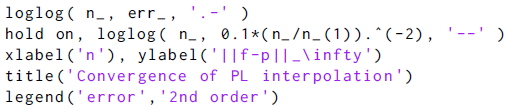 loglog( n_, err_, '.-' )
hold on, loglog( n_, 0.1*(n_/n_(1)).^(-2), '--' )
xlabel('n'), ylabel('||f-p||_\infty')
title('Convergence of PL interpolation')
legend('error','2nd order')